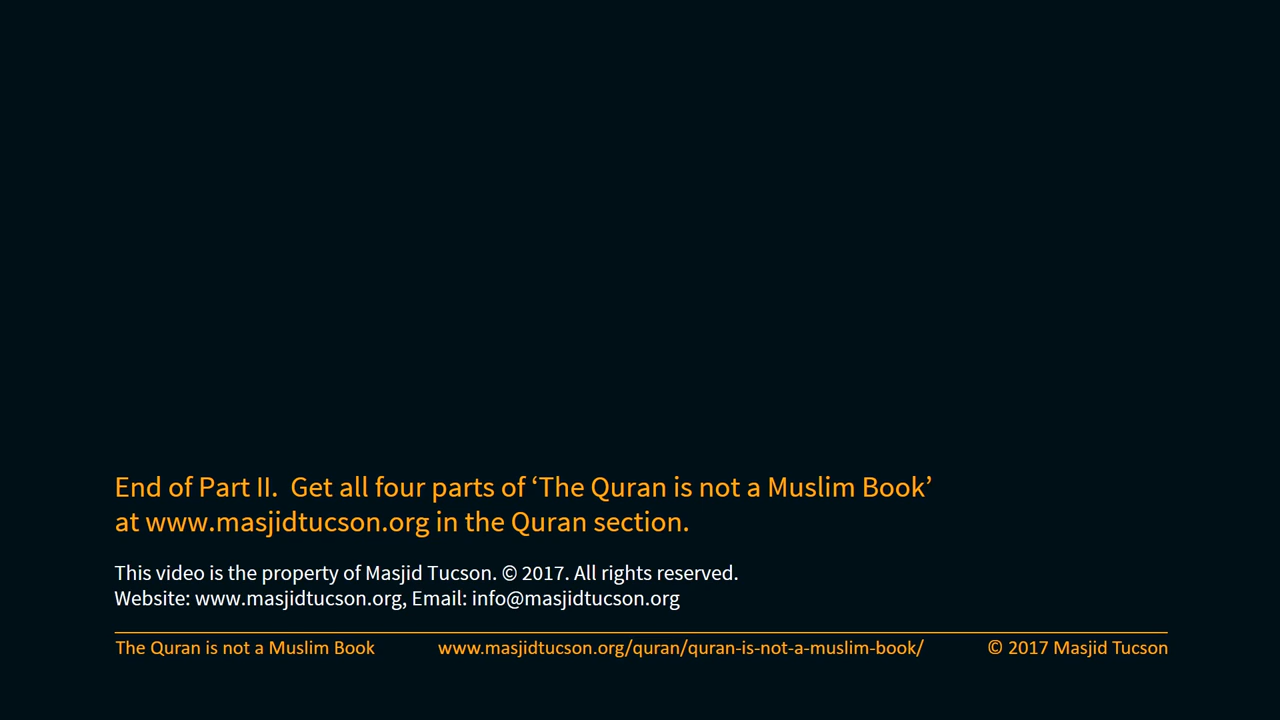 End of Part II.  Get all four parts of ‘The Quran is not a Muslim Book’
at www.masjidtucson.org in the Quran section.
This video is the property of Masjid Tucson. © 2017. All rights reserved.
Website: www.masjidtucson.org, Email: info@masjidtucson.org
The Quran is not a Muslim Book www.masjidtucson.org/quran/quran-is-not-a-muslim-book/ © 2017 Masjid Tucson